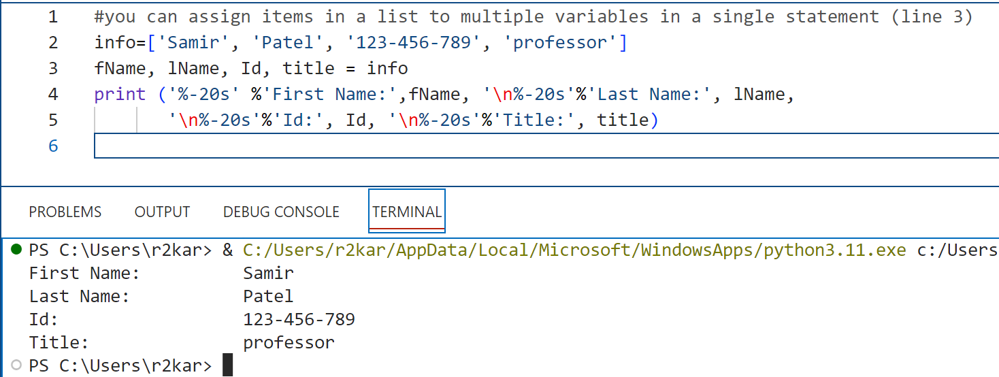 1 #you can assign items in a list to multiple variables in a single statement (line 3)
2 info=['Samir', 'Patel', '123-456-789', 'professor']
3 fName, lName, Id, title = info
4 print ('%-20s' %'First Name:',fName, '\n%-20s'%'Last Name:', lName,
5 '\n%-20s'%'Id:', Id, '\n%-20s'%'Title:', title)
6
PROBLEMS OUTPUT DEBUG CONSOLE TERMINAL
PS C:\Users\r2kar> & C:/Users/r2kar/AppData/Local/Microsoft/WindowsApps/python3.11.exe c:/Users
First Name: Samir
Last Name: Patel
Id: 123-456-789
Title: professor
PS C:\Users\r2kar>